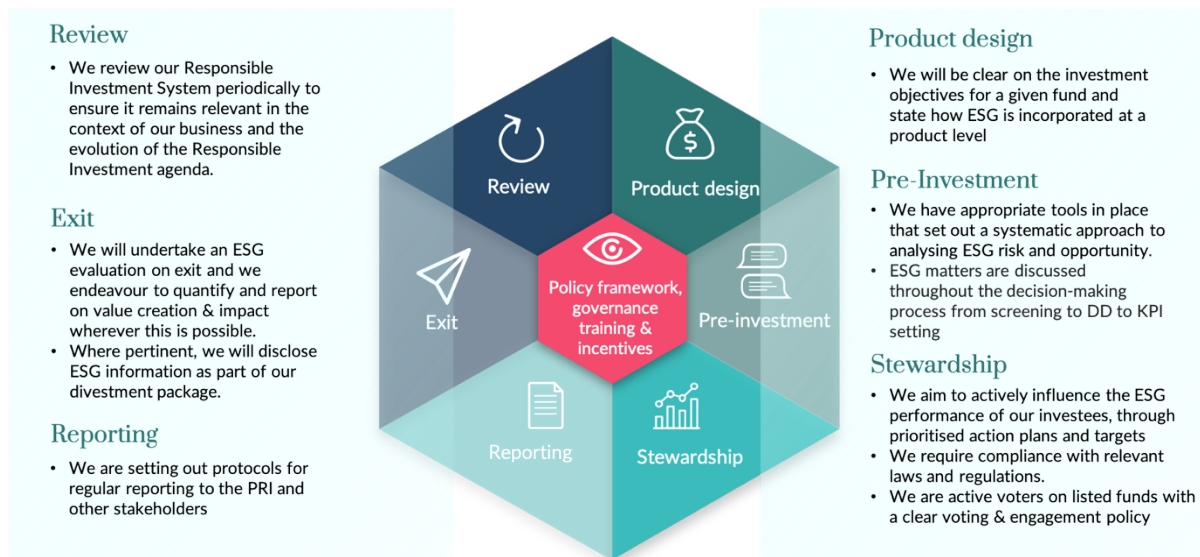 Review
• We review our Responsible
Investment System periodically to
ensure it remains relevant in the
context of our business and the
evolution of the Responsible
Investment agenda.
Exit
• We will undertake an ESG
evaluation on exit and we
endeavour to quantify and report
on value creation & impact
wherever this is possible.
• Where pertinent, we will disclose
ESG information as part of our
divestment package.
Reporting
• We are setting out protocols for
regular reporting to the PRI and
other stakeholders
Review
$
Product design
Exit
Policy framework,
governance
training &
incentives
Pre-investment
Reporting
Stewardship
Product design
• We will be clear on the investment
objectives for a given fund and
state how ESG is incorporated at a
product level
Pre-Investment
• We have appropriate tools in place
that set out a systematic approach to
analysing ESG risk and opportunity.
• ESG matters are discussed
throughout the decision-making
process from screening to DD to KPI
setting
Stewardship
• We aim to actively influence the ESG
performance of our investees, through
prioritised action plans and targets
• We require compliance with relevant
laws and regulations.
• We are active voters on listed funds with
a clear voting & engagement policy